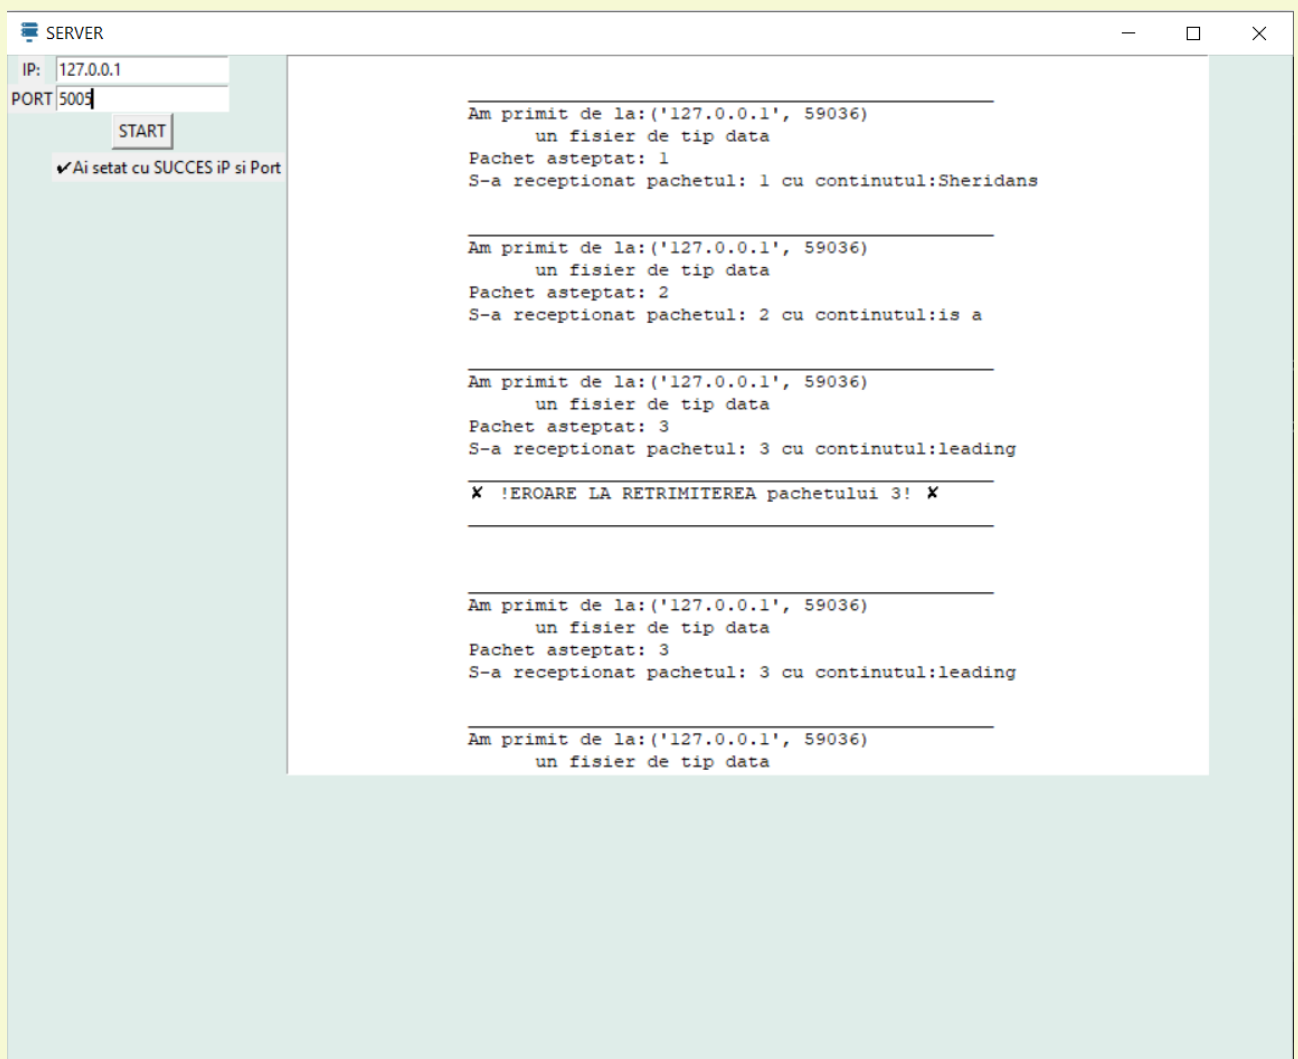 SERVER
IP: 127.0.0.1
PORT 5005
START
✔Ai setat cu SUCCES iP si Port
Am primit de la:('127.0.0.1', 59036)
un fisier de tip data
Pachet asteptat: 1
S-a receptionat pachetul: 1 cu continutul:Sheridans
Am primit de la:('127.0.0.1', 59036)
un fisier de tip data
Pachet asteptat: 2
S-a receptionat pachetul: 2 cu continutul:is a
Am primit de la:('127.0.0.1', 59036)
un fisier de tip data
Pachet asteptat: 3
S-a receptionat pachetul: 3 cu continutul:leading
✘ !EROARE LA RETRIMITEREA pachetului 3! ✘
Am primit de la:('127.0.0.1', 59036)
un fisier de tip data
Pachet asteptat: 3
S-a receptionat pachetul: 3 cu continutul:leading
Am primit de la:('127.0.0.1', 59036)
un fisier de tip data